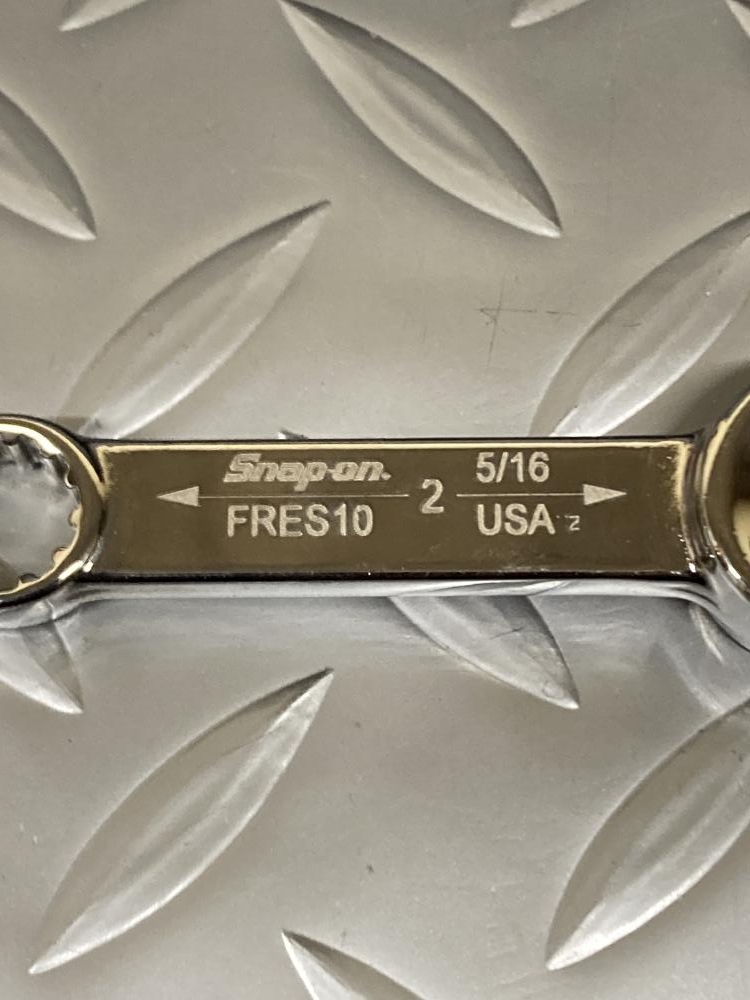 Snap-on. 2 5/16
FRES10 USA